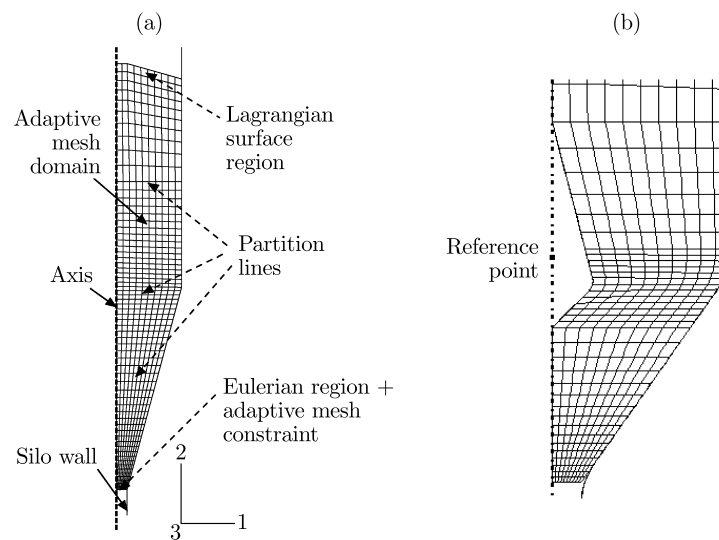 (a)
(b)
Lagrangian
surface
region
Adaptive
mesh
domain
Partition
lines
Reference
point
Axis
Eulerian region +
adaptive mesh
constraint
Silo wall
2
1
3